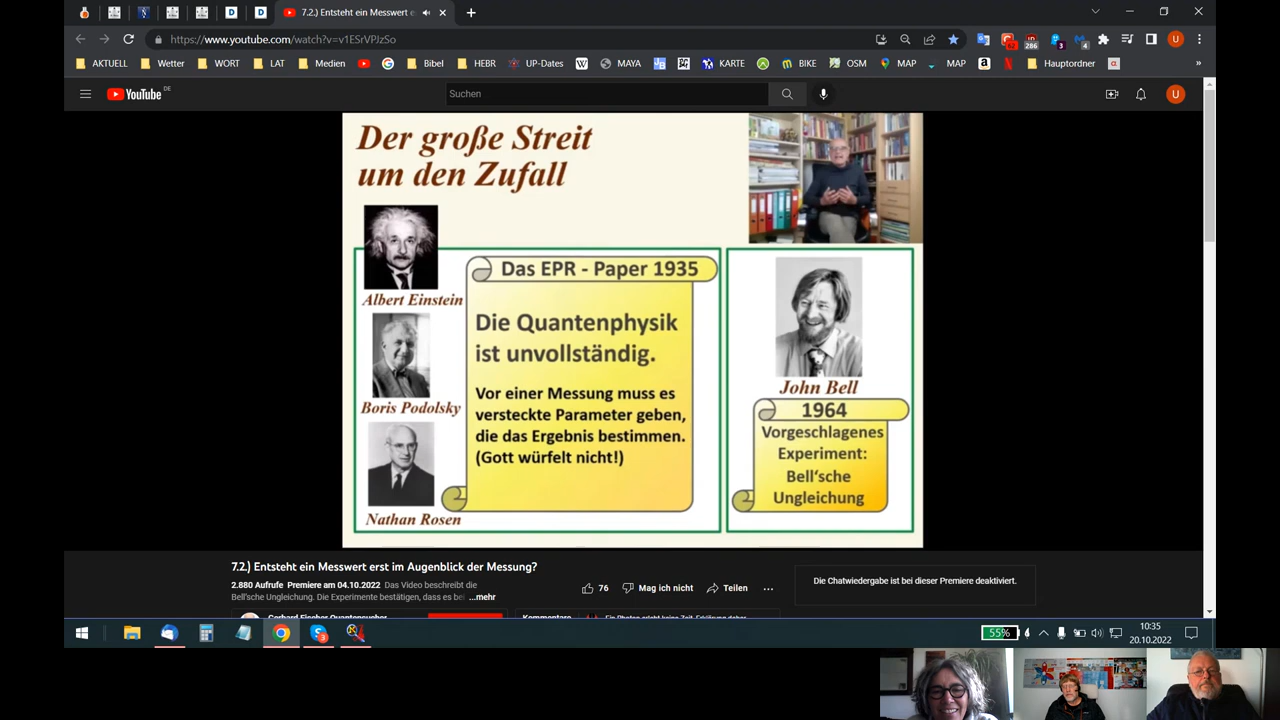 7.2.) Entsteht ein Messwert er
https://www.youtube.com/watch?v=v1ESrVPJzSo
AKTUELL
Wetter
WORT
LAT
Medien
Bibel
HEBR
UP-Dates
MAYA
KARTE
BIKE
OSM
MAP
MAP
Hauptordner
YouTube DE
Suchen
U
Der große Streit
um den Zufall
Albert Einstein
Boris Podolsky
Nathan Rosen
Das EPR - Paper 1935
Die Quantenphysik
ist unvollständig.
Vor einer Messung muss es
versteckte Parameter geben,
die das Ergebnis bestimmen.
(Gott würfelt nicht!)
John Bell
1964
Vorgeschlagenes
Experiment:
Bell‘sche
Ungleichung
7.2.) Entsteht ein Messwert erst im Augenblick der Messung?
2.880 Aufrufe Premiere am 04.10.2022 Das Video beschreibt die
Bell'sche Ungleichung. Die Experimente bestätigen, dass es be ...mehr
76
Mag ich nicht
Teilen
Die Chatwiedergabe ist bei dieser Premiere deaktiviert.
55%
10:35
20.10.2022